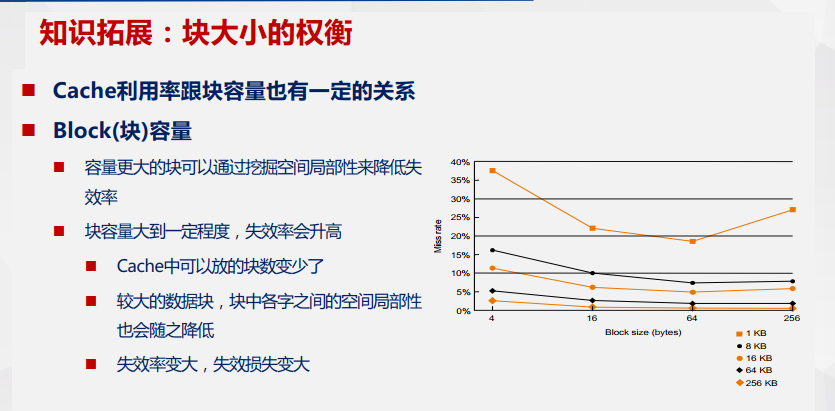 知识拓展：块大小的权衡
Cache利用率跟块容量也有一定的关系
Block(块)容量
容量更大的块可以通过挖掘空间局部性来降低失
效率
块容量大到一定程度，失效率会升高
Cache中可以放的块数变少了
较大的数据块，块中各字之间的空间局部性
也会随之降低
失效率变大，失效损失变大
40%
35%
30%
25%
20%
15%
10%
5%
0%
Miss rate
4
16
64
256
Block size (bytes)
1 KB
8 KB
16 KB
64 KB
256 KB